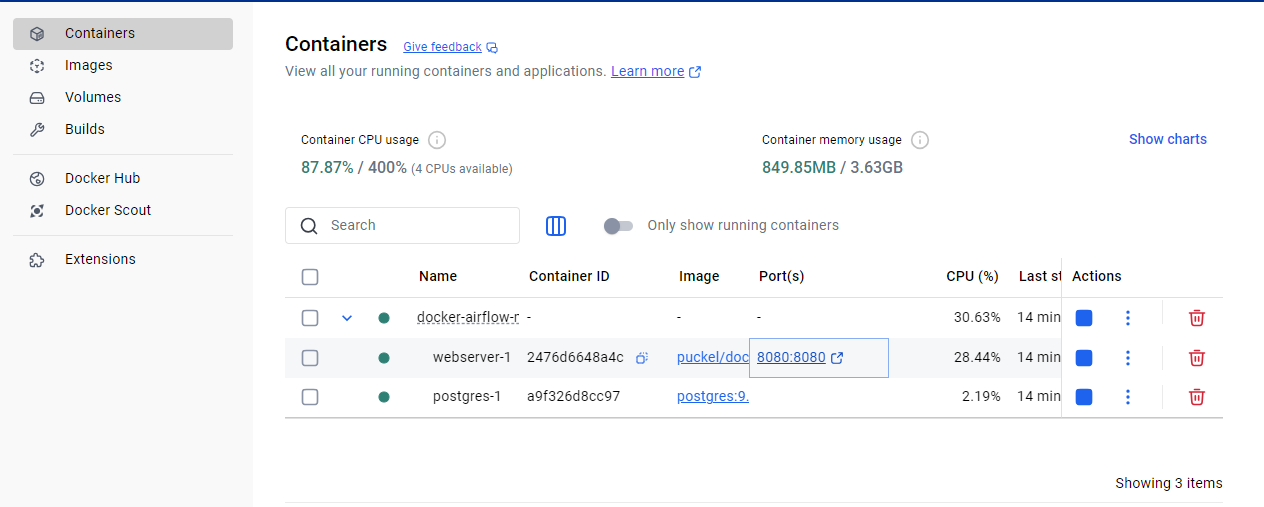 Containers
Images
Volumes
Builds
Docker Hub
Docker Scout
Extensions
Containers Give feedback
View all your running containers and applications. Learn more
Container CPU usage
87.87% / 400% (4 CPUs available)
Container memory usage
849.85MB / 3.63GB
Show charts
Search
Only show running containers
Name Container ID Image Port(s) CPU (%) Last st Actions
docker-airflow-r - - - 30.63% 14 min
webserver-1 2476d6648a4c puckel/doc 8080:8080 28.44% 14 min
postgres-1 a9f326d8cc97 postgres:9. 2.19% 14 min
Showing 3 items